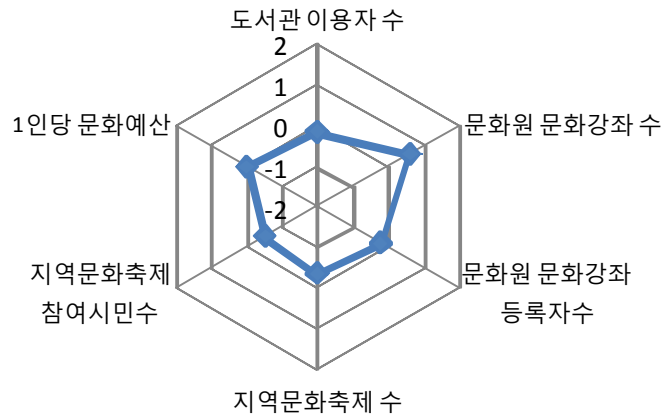 도서관 이용자 수
2
1
0
-1
-2
1인당 문화예산
문화원 문화강좌 수
지역문화축제
참여시민수
문화원 문화강좌
등록자수
지역문화축제 수